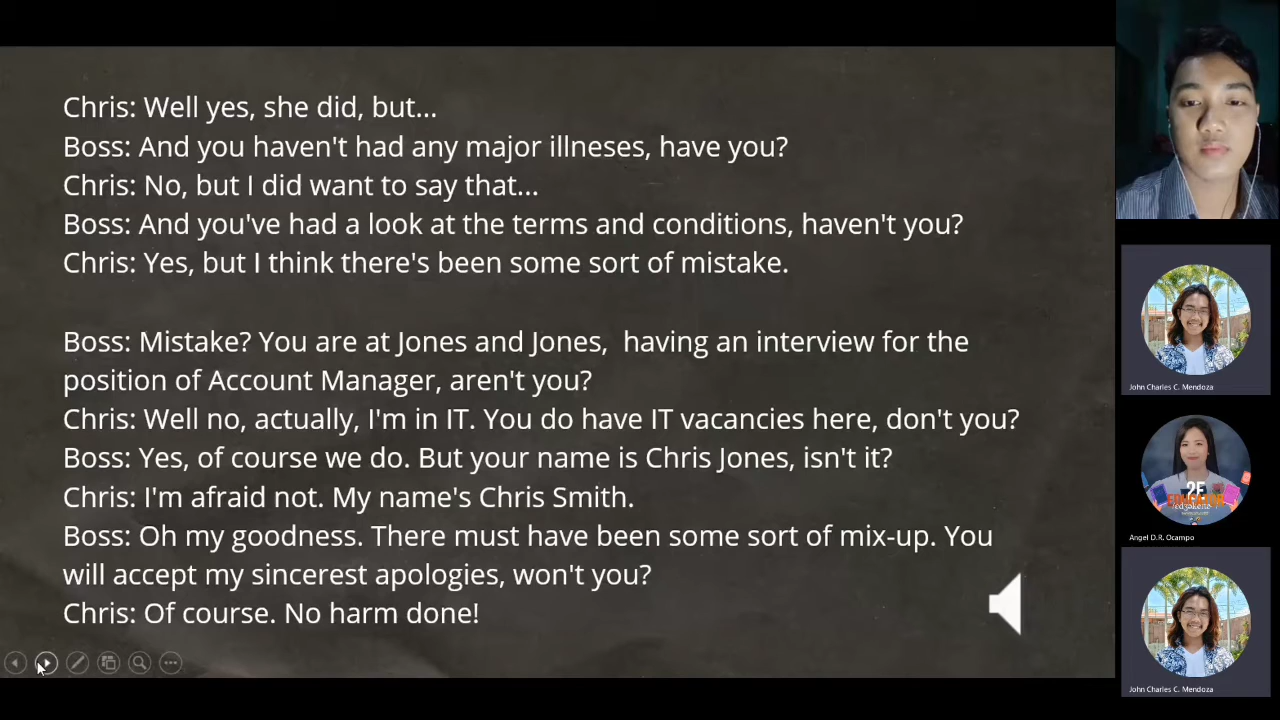 Chris: Well yes, she did, but...
Boss: And you haven't had any major illneses, have you?
Chris: No, but I did want to say that...
Boss: And you've had a look at the terms and conditions, haven't you?
Chris: Yes, but I think there's been some sort of mistake.
Boss: Mistake? You are at Jones and Jones,  having an interview for the
position of Account Manager, aren't you?
Chris: Well no, actually, I'm in IT. You do have IT vacancies here, don't you?
Boss: Yes, of course we do. But your name is Chris Jones, isn't it?
Chris: I'm afraid not. My name's Chris Smith.
Boss: Oh my goodness. There must have been some sort of mix-up. You
will accept my sincerest apologies, won't you?
Chris: Of course. No harm done!
John Charles C. Mendoza
Angel D.R. Ocampo
John Charles C. Mendoza